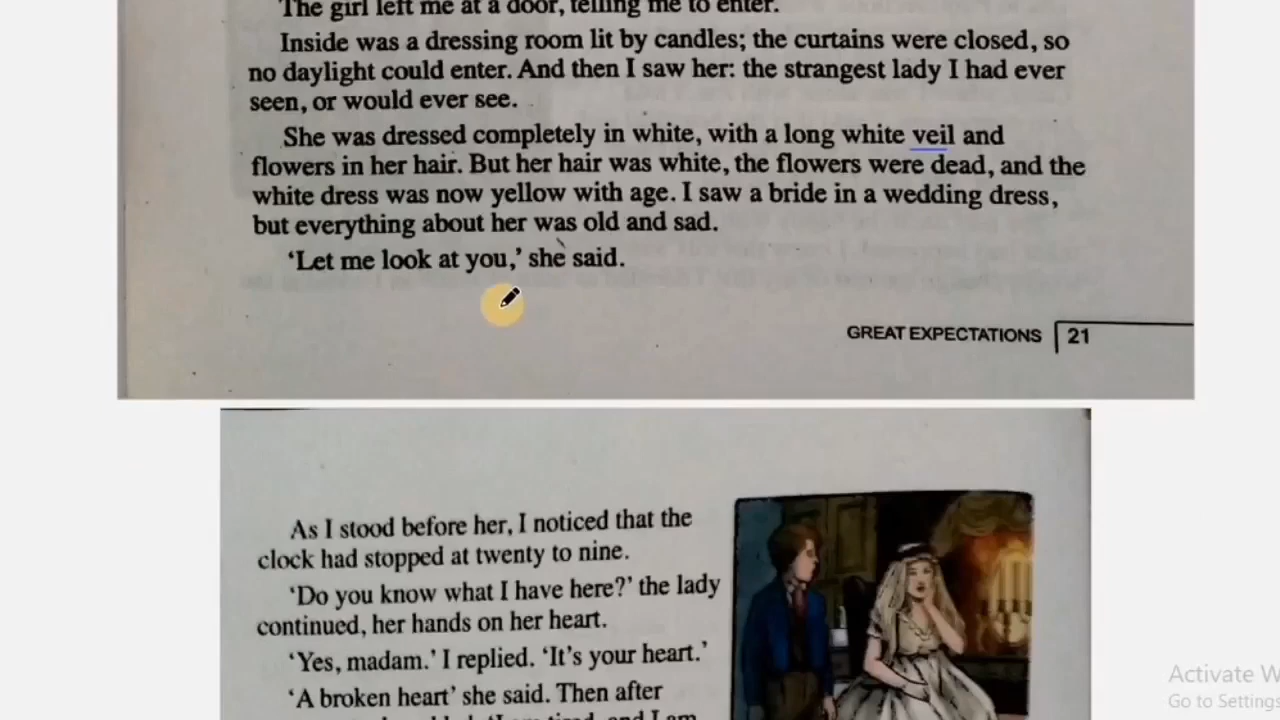 The girl left me at a door, telling me to enter.
Inside was a dressing room lit by candles; the curtains were closed, so
no daylight could enter. And then I saw her: the strangest lady I had ever
seen, or would ever see.
She was dressed completely in white, with a long white veil and
flowers in her hair. But her hair was white, the flowers were dead, and the
white dress was now yellow with age. I saw a bride in a wedding dress,
but everything about her was old and sad.
‘Let me look at you,’ she said.
GREAT EXPECTATIONS 21
As I stood before her, I noticed that the
clock had stopped at twenty to nine.
‘Do you know what I have here?’ the lady
continued, her hands on her heart.
‘Yes, madam.’ I replied. ‘It's your heart.’
‘A broken heart’ she said. Then after
and I am
Activate W
Go to Settings